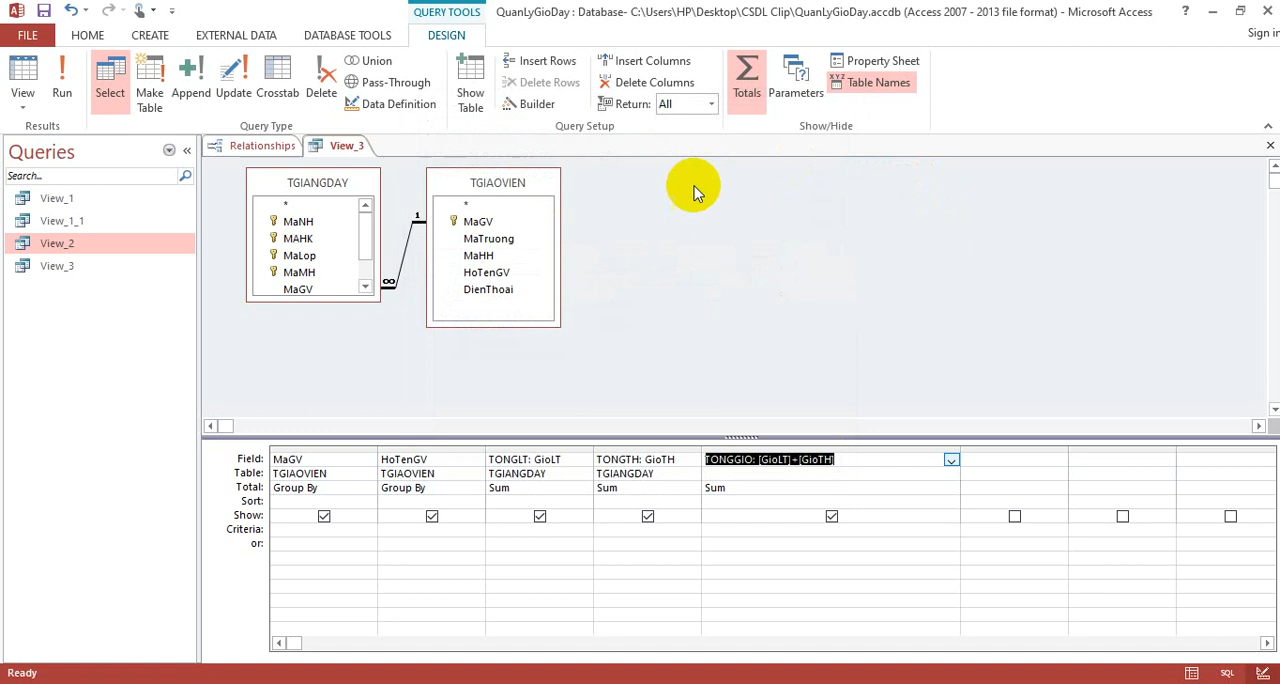 QUERY TOOLS
QuanLyGioDay : Database- C:\Users\HP\Desktop\CSDL Clip\QuanLyGioDay.accdb (Access 2007 - 2013 file format) - Microsoft Access
?
FILE
HOME
CREATE
EXTERNAL DATA
DATABASE TOOLS
DESIGN
Sign in
View
Run
Select
Make Table
Append
Update
Crosstab
Delete
Union
Pass-Through
Data Definition
Show Table
Insert Rows
Delete Rows
Builder
Insert Columns
Delete Columns
Return: All
Totals
Parameters
Property Sheet
Table Names
Results
Query Type
Query Setup
Show/Hide
Queries
Search...
View_1
View_1_1
View_2
View_3
Relationships
View_3
TGIANGDAY
*
MaNH
MAHK
MaLop
MaMH
MaGV
∞
1
TGIAOVIEN
*
MaGV
MaTruong
MaHH
HoTenGV
DienThoai
Field: MaGV HoTenGV TONGLT: GioLT TONGTH: GioTH TONGGIO: [GioLT]+[GioTH]
Table: TGIAOVIEN TGIAOVIEN TGIANGDAY TGIANGDAY
Total: Group By Group By Sum Sum Sum
Sort:
Show:
Criteria:
or:
Ready
SQL